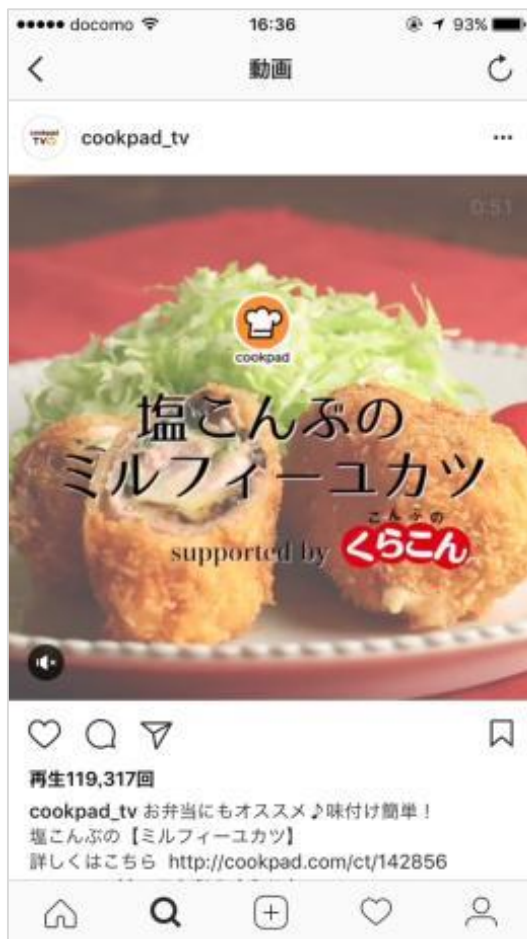 docomo 16:36 93%
動画
cookpad_tv
0:51
cookpad
塩こんぶの
ミルフィーユカツ
こんぶの
supported by くらこん
再生119,317回
cookpad_tv お弁当にもオススメ♪味付け簡単！
塩こんぶの【ミルフィーユカツ】
詳しくはこちら http://cookpad.com/ct/142856